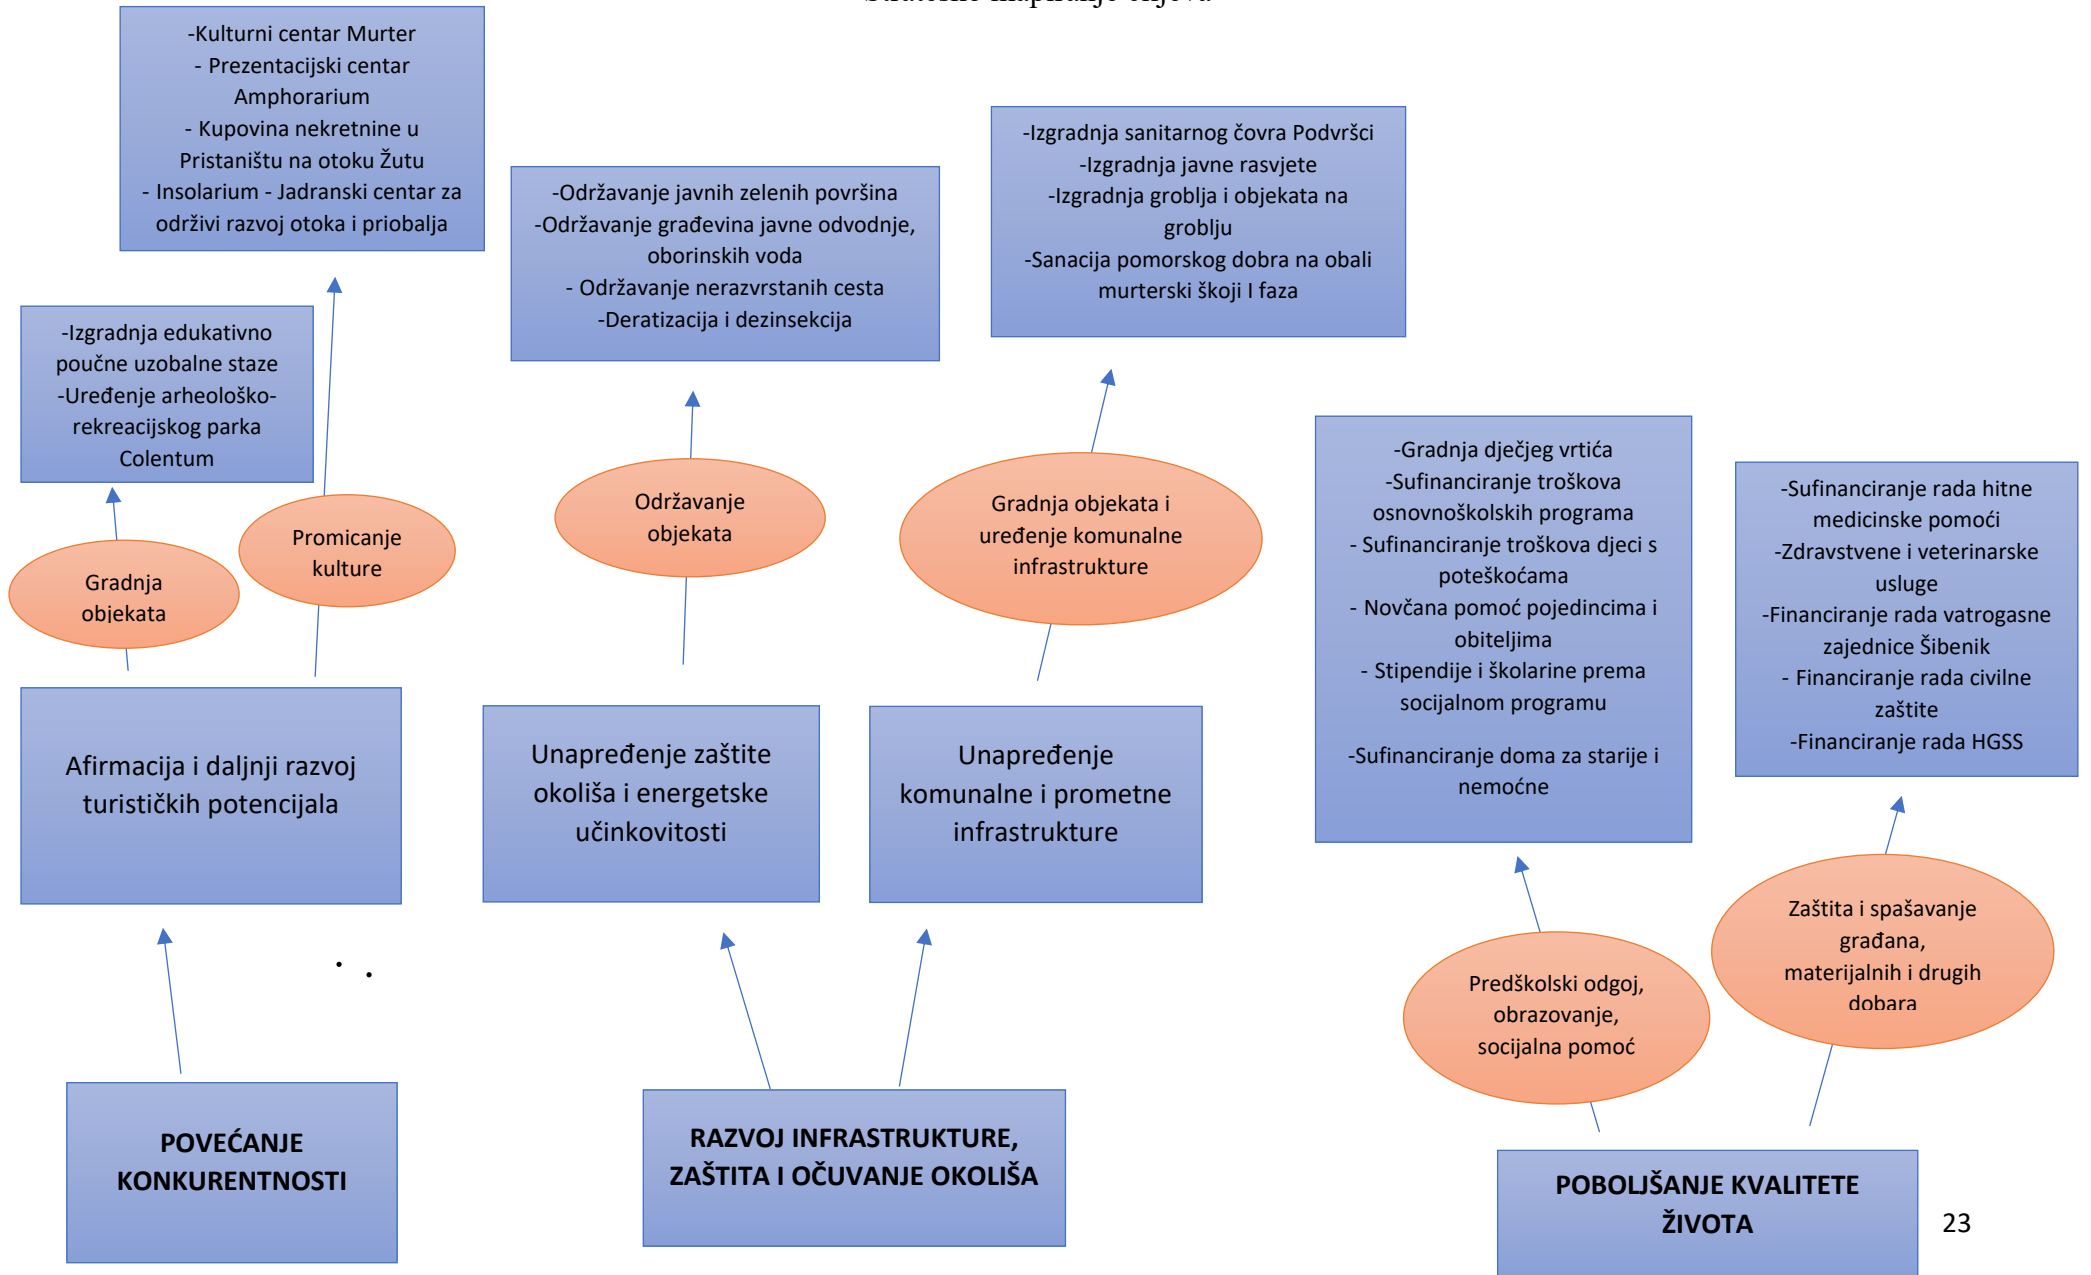 -Kulturni centar Murter
- Prezentacijski centar
Amphorarium
- Kupovina nekretnine u
Pristaništu na otoku Žutu
- Insolarium - Jadranski centar za
održivi razvoj otoka i priobalja
-Izgradnja edukativno
poučne uzobalne staze
-Uređenje arheološko-
rekreacijskog parka
Colentum
-Održavanje javnih zelenih površina
-Održavanje građevina javne odvodnje,
oborinskih voda
- Održavanje nerazvrstanih cesta
-Deratizacija i dezinsekcija
-Izgradnja sanitarnog čovra Podvršci
-Izgradnja javne rasvjete
-Izgradnja groblja i objekata na
groblju
-Sanacija pomorskog dobra na obali
murterski škoji I faza
-Gradnja dječjeg vrtića
-Sufinanciranje troškova
osnovnoškolskih programa
- Sufinanciranje troškova djeci s
poteškoćama
- Novčana pomoć pojedincima i
obiteljima
- Stipendije i školarine prema
socijalnom programu
-Sufinanciranje doma za starije i
nemoćne
-Sufinanciranje rada hitne
medicinske pomoći
-Zdravstvene i veterinarske
usluge
-Financiranje rada vatrogasne
zajednice Šibenik
- Financiranje rada civilne
zaštite
-Financiranje rada HGSS
Gradnja
objekata
Promicanje
kulture
Održavanje
objekata
Gradnja objekata i
uređenje komunalne
infrastrukture
Predškolski odgoj,
obrazovanje,
socijalna pomoć
Zaštita i spašavanje
građana,
materijalnih i drugih
dobara
Afirmacija i daljnji razvoj
turističkih potencijala
Unapređenje zaštite
okoliša i energetske
učinkovitosti
Unapređenje
komunalne i prometne
infrastrukture
POVEĆANJE
KONKURENTNOSTI
RAZVOJ INFRASTRUKTURE,
ZAŠTITA I OČUVANJE OKOLIŠA
POBOLJŠANJE KVALITETE
ŽIVOTA
23